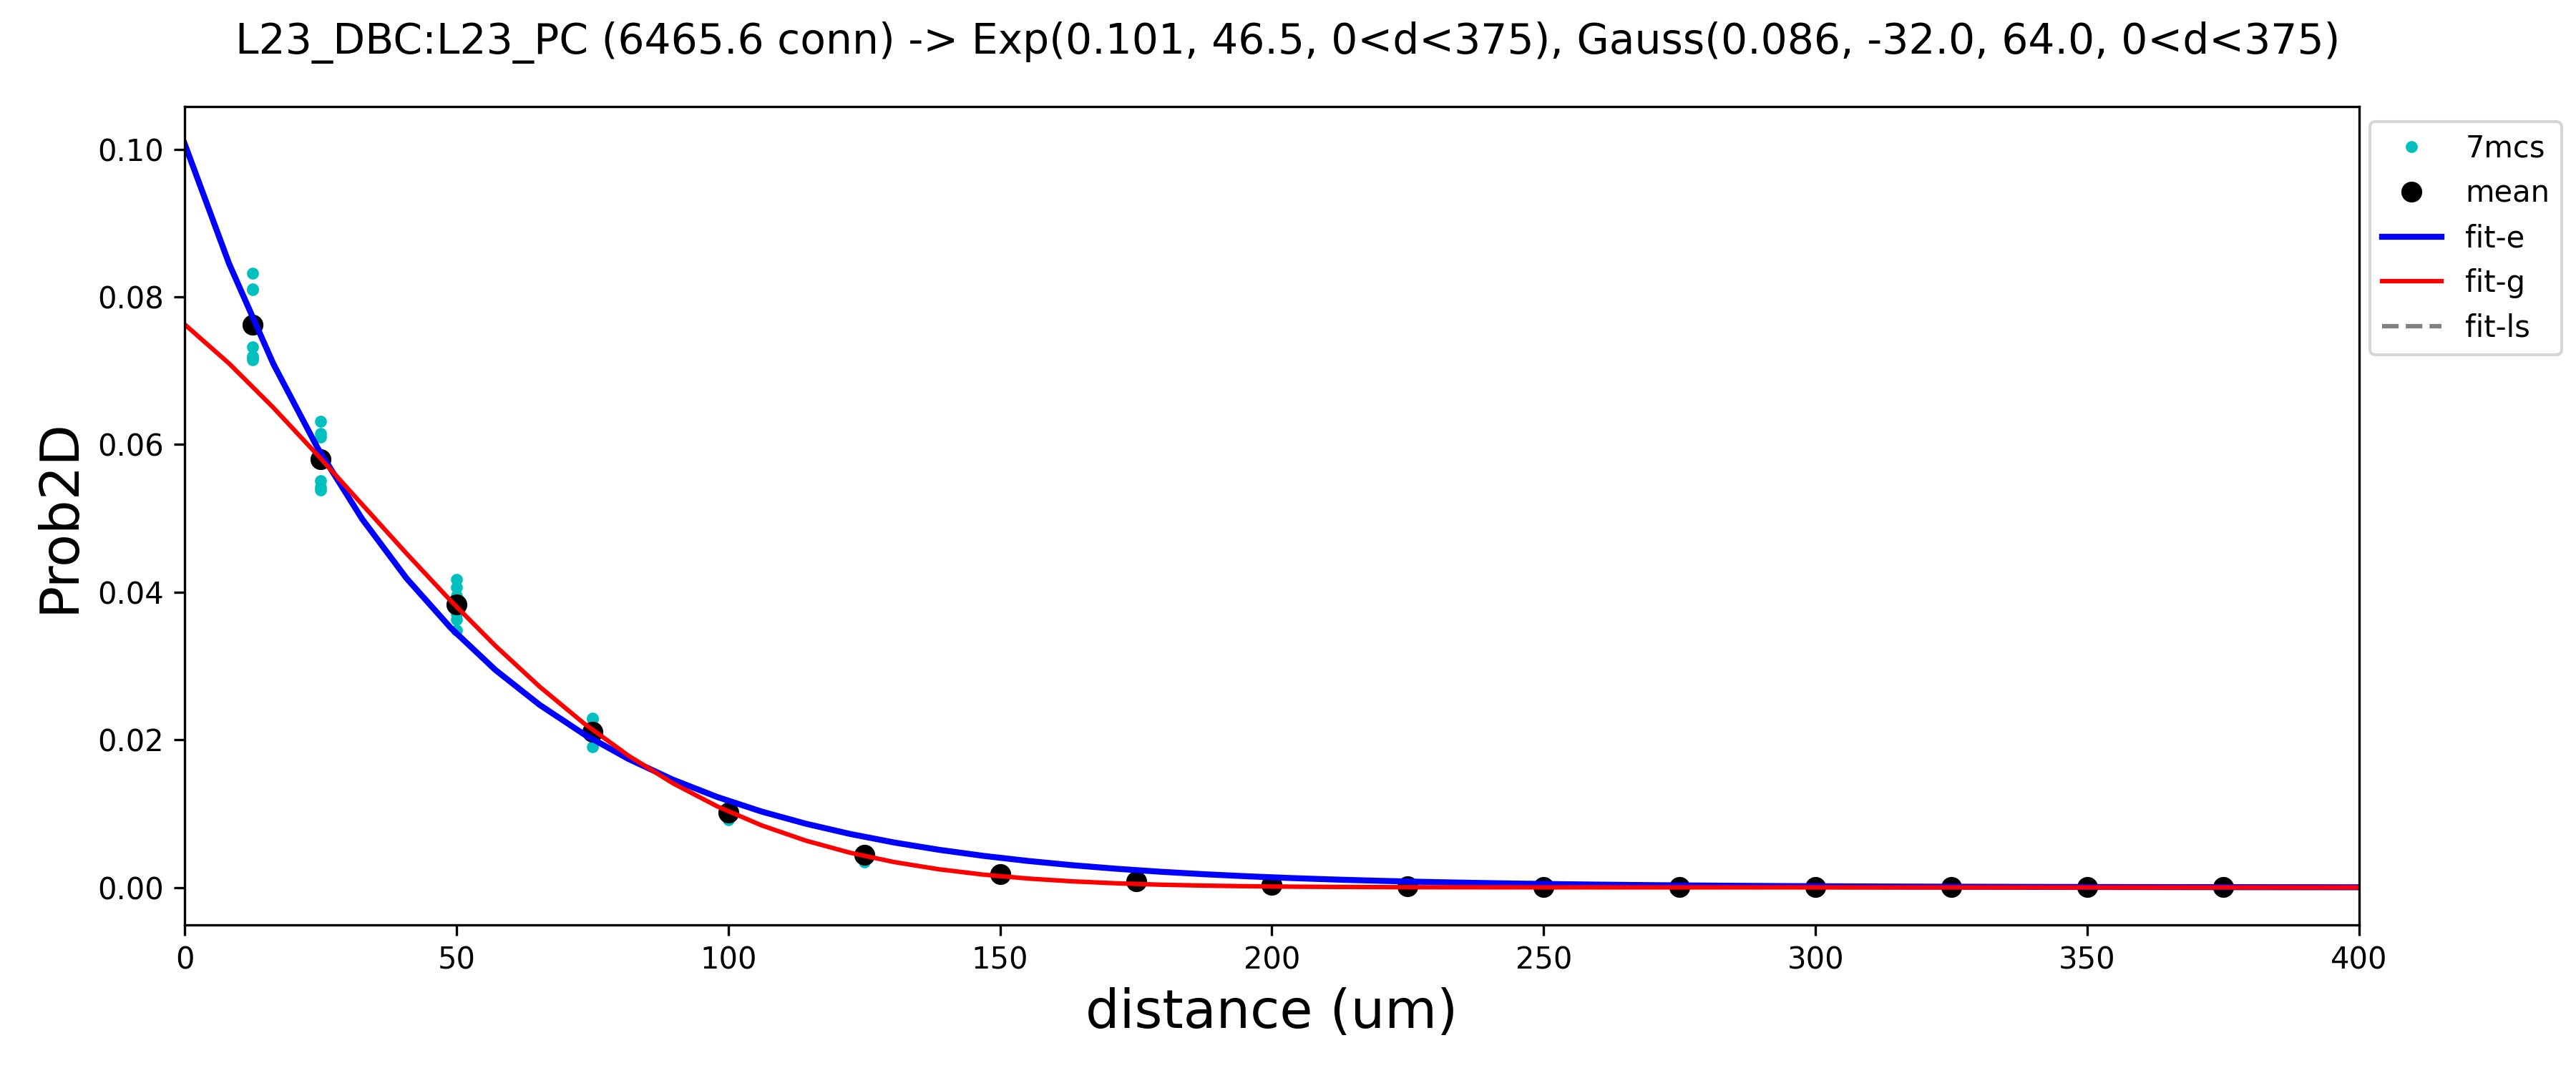 L23_DBC:L23_PC (6465.6 conn) -> Exp(0.101, 46.5, 0<d<375), Gauss(0.086, -32.0, 64.0, 0<d<375)
7mcs
mean
fit-e
fit-g
fit-ls
Prob2D
0.10
0.08
0.06
0.04
0.02
0.00
0 50 100 150 200 250 300 350 400
distance (um)